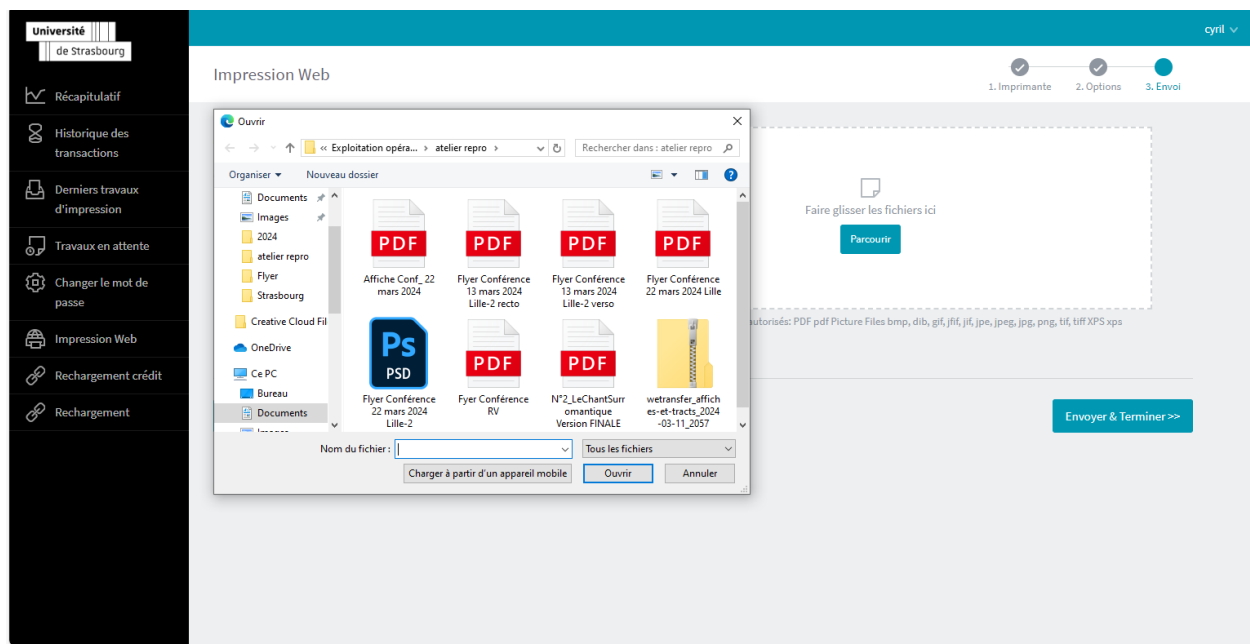 Université
de Strasbourg
cyril
Récapitulatif
Historique des
transactions
Derniers travaux
d'impression
Travaux en attente
Changer le mot de
passe
Impression Web
Rechargement crédit
Rechargement
Impression Web
1. Imprimante
2. Options
3. Envoi
Ouvrir
« Exploitation opéra... › atelier repro ›
Rechercher dans : atelier repro
Organiser
Nouveau dossier
Documents
Images
2024
atelier repro
Flyer
Strasbourg
Creative Cloud Fil
OneDrive
Ce PC
Bureau
Documents
Images
PDF
Affiche Conf_ 22
mars 2024
PDF
Flyer Conférence
13 mars 2024
Lille-2 recto
PDF
Flyer Conférence
13 mars 2024
Lille-2 verso
PDF
Flyer Conférence
22 mars 2024 Lille
Ps
PSD
Flyer Conférence
22 mars 2024
Lille-2
PDF
Fyer Conférence
RV
PDF
N°2_LeChantSurr
omantique
Version FINALE
wetransfer_affich
es-et-tracts_2024
-03-11_2057
Nom du fichier :
Tous les fichiers
Charger à partir d'un appareil mobile
Ouvrir
Annuler
Faire glisser les fichiers ici
Parcourir
utorisés: PDF pdf Picture Files bmp, dib, gif, jfif, jif, jpe, jpeg, jpg, png, tif, tiff XPS xps
Envoyer & Terminer >>